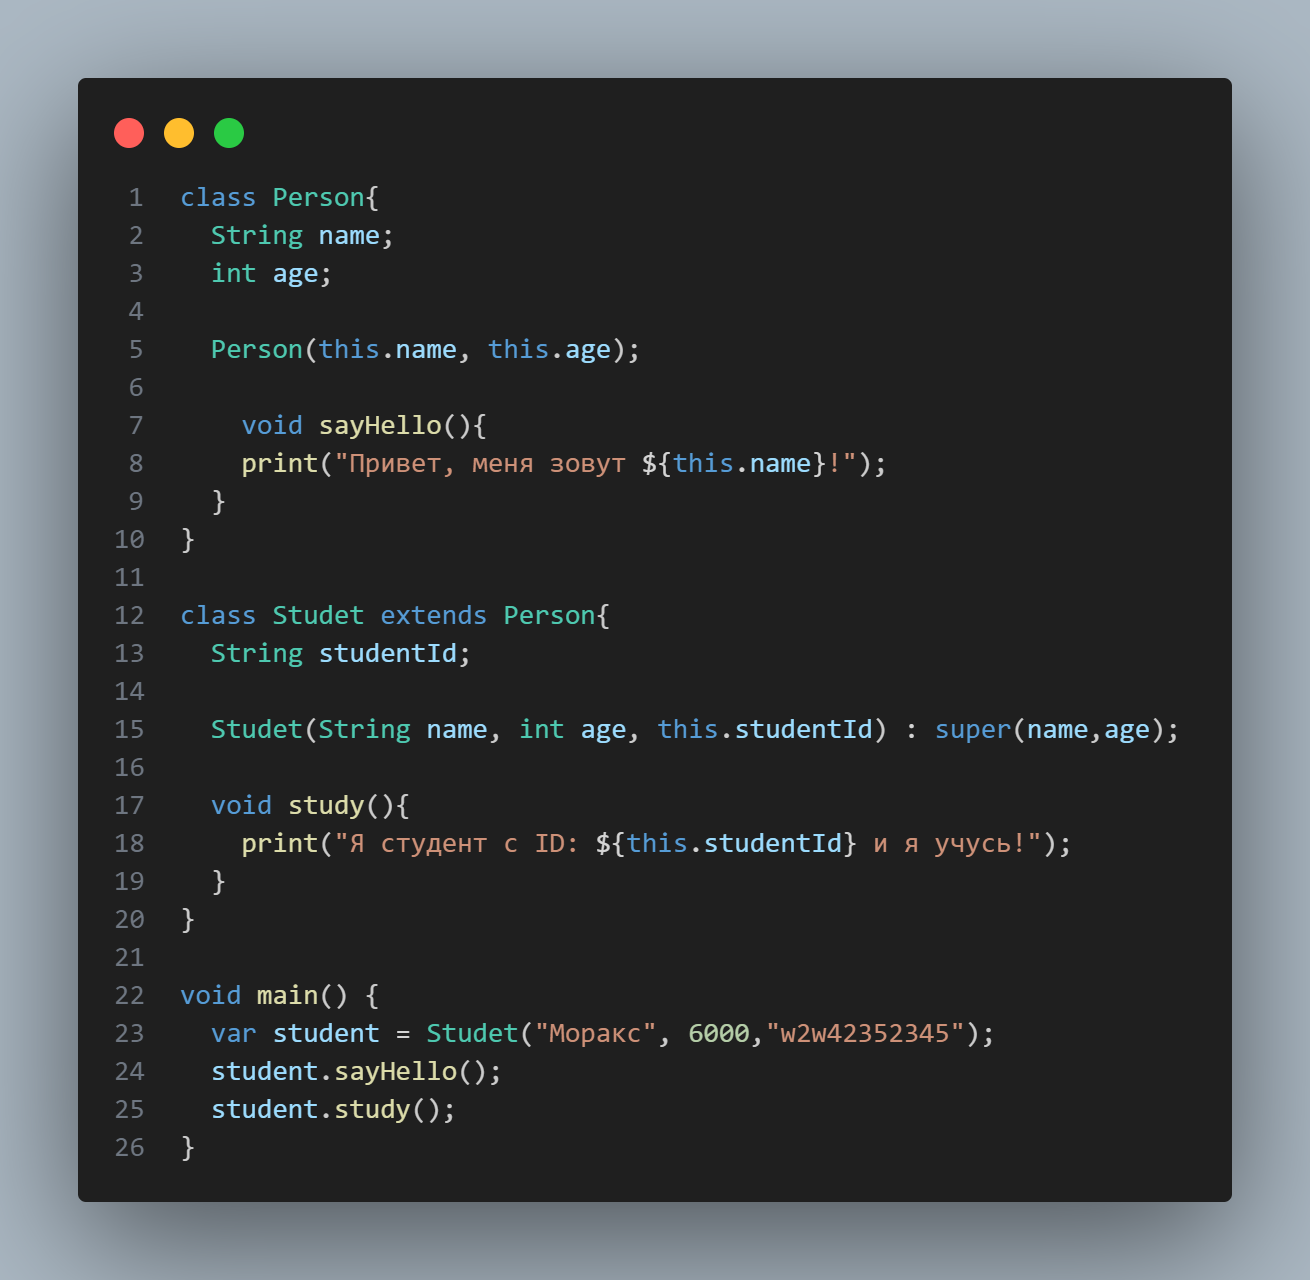 1 class Person{
2   String name;
3   int age;
4
5   Person(this.name, this.age);
6
7     void sayHello(){
8     print("Привет, меня зовут ${this.name}!");
9   }
10 }
11
12 class Studet extends Person{
13   String studentId;
14
15   Studet(String name, int age, this.studentId) : super(name,age);
16
17   void study(){
18     print("Я студент с ID: ${this.studentId} и я учусь!");
19   }
20 }
21
22 void main() {
23   var student = Studet("Моракс", 6000,"w2w42352345");
24   student.sayHello();
25   student.study();
26 }